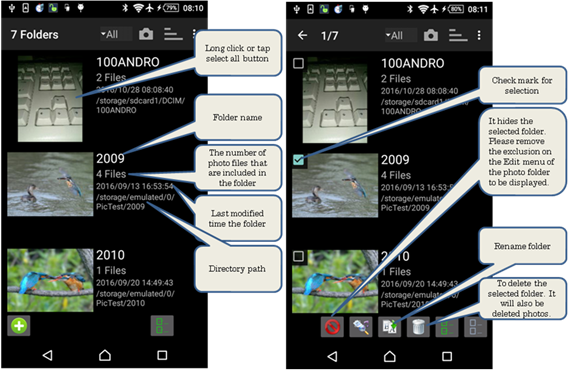 79% 08:10
7 Folders
All
100ANDRO
2 Files
2016/10/28 08:08:40
/storage/sdcard1/DCIM/
100ANDRO
2009
4 Files
2016/09/13 16:53:54
/storage/emulated/0/
PicTest/2009
2010
1 Files
2016/09/20 14:49:43
/storage/emulated/0/
PicTest/2010
Long click or tap
select all button
Folder name
The number of
photo files that
are included in
the folder
Last modified
time the folder
Directory path
80% 08:11
1/7
All
100ANDRO
2 Files
2016/10/28 08:08:40
/storage/sdcard1/DCIM/
100ANDRO
2009
4 Files
2016/09/13 16:53:54
/storage/emulated/0/
PicTest/2009
2010
1 Files
2016/09/20 14:49:43
/storage/emulated/0/
Check mark for
selection
It hides the
selected folder.
Please remove
the exclusion on
the Edit menu of
the photo folder
to be displayed.
Rename folder
To delete the
selected folder. It
will also be
deleted photos.